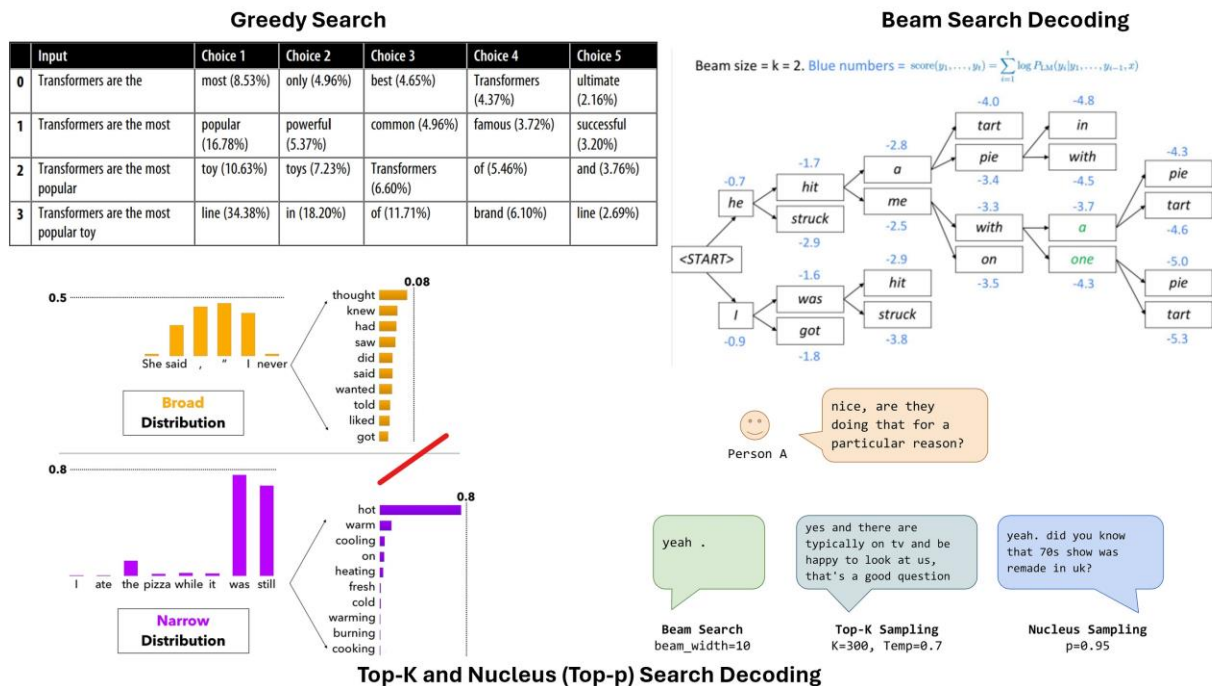 Greedy Search
Input Choice 1 Choice 2 Choice 3 Choice 4 Choice 5
0 Transformers are the most (8.53%) only (4.96%) best (4.65%) Transformers (4.37%) ultimate (2.16%)
1 Transformers are the most popular (16.78%) powerful (5.37%) common (4.96%) famous (3.72%) successful (3.20%)
2 Transformers are the most popular toy (10.63%) toys (7.23%) Transformers (6.60%) of (5.46%) and (3.76%)
3 Transformers are the most popular toy line (34.38%) in (18.20%) of (11.71%) brand (6.10%) line (2.69%)
Beam Search Decoding
Beam size = k = 2. Blue numbers = score(y₁, . . . , yₜ) = ∑ᵢ₌₁ᵗ log P_LM(yᵢ|y₁, . . . , yᵢ₋₁, x)
<START>
-0.7
he
I
-0.9
-1.7
hit
struck
-2.9
-1.6
was
got
-1.8
-2.8
a
me
-2.5
-2.9
hit
struck
-3.8
-4.0
tart
pie
-3.4
-3.3
with
on
-3.5
-4.8
in
with
-4.5
-3.7
a
one
-4.3
-4.3
pie
tart
-4.6
-5.0
pie
tart
-5.3
0.5
She said , ” I never
Broad
Distribution
0.08
thought
knew
had
saw
did
said
wanted
told
liked
got
0.8
I ate the pizza while it was still
Narrow
Distribution
0.8
hot
warm
cooling
on
heating
fresh
cold
warming
burning
cooking
Person A
nice, are they
doing that for a
particular reason?
yeah .
Beam Search
beam_width=10
yes and there are
typically on tv and be
happy to look at us,
that's a good question
Top-K Sampling
K=300, Temp=0.7
yeah. did you know
that 70s show was
remade in uk?
Nucleus Sampling
p=0.95
Top-K and Nucleus (Top-p) Search Decoding